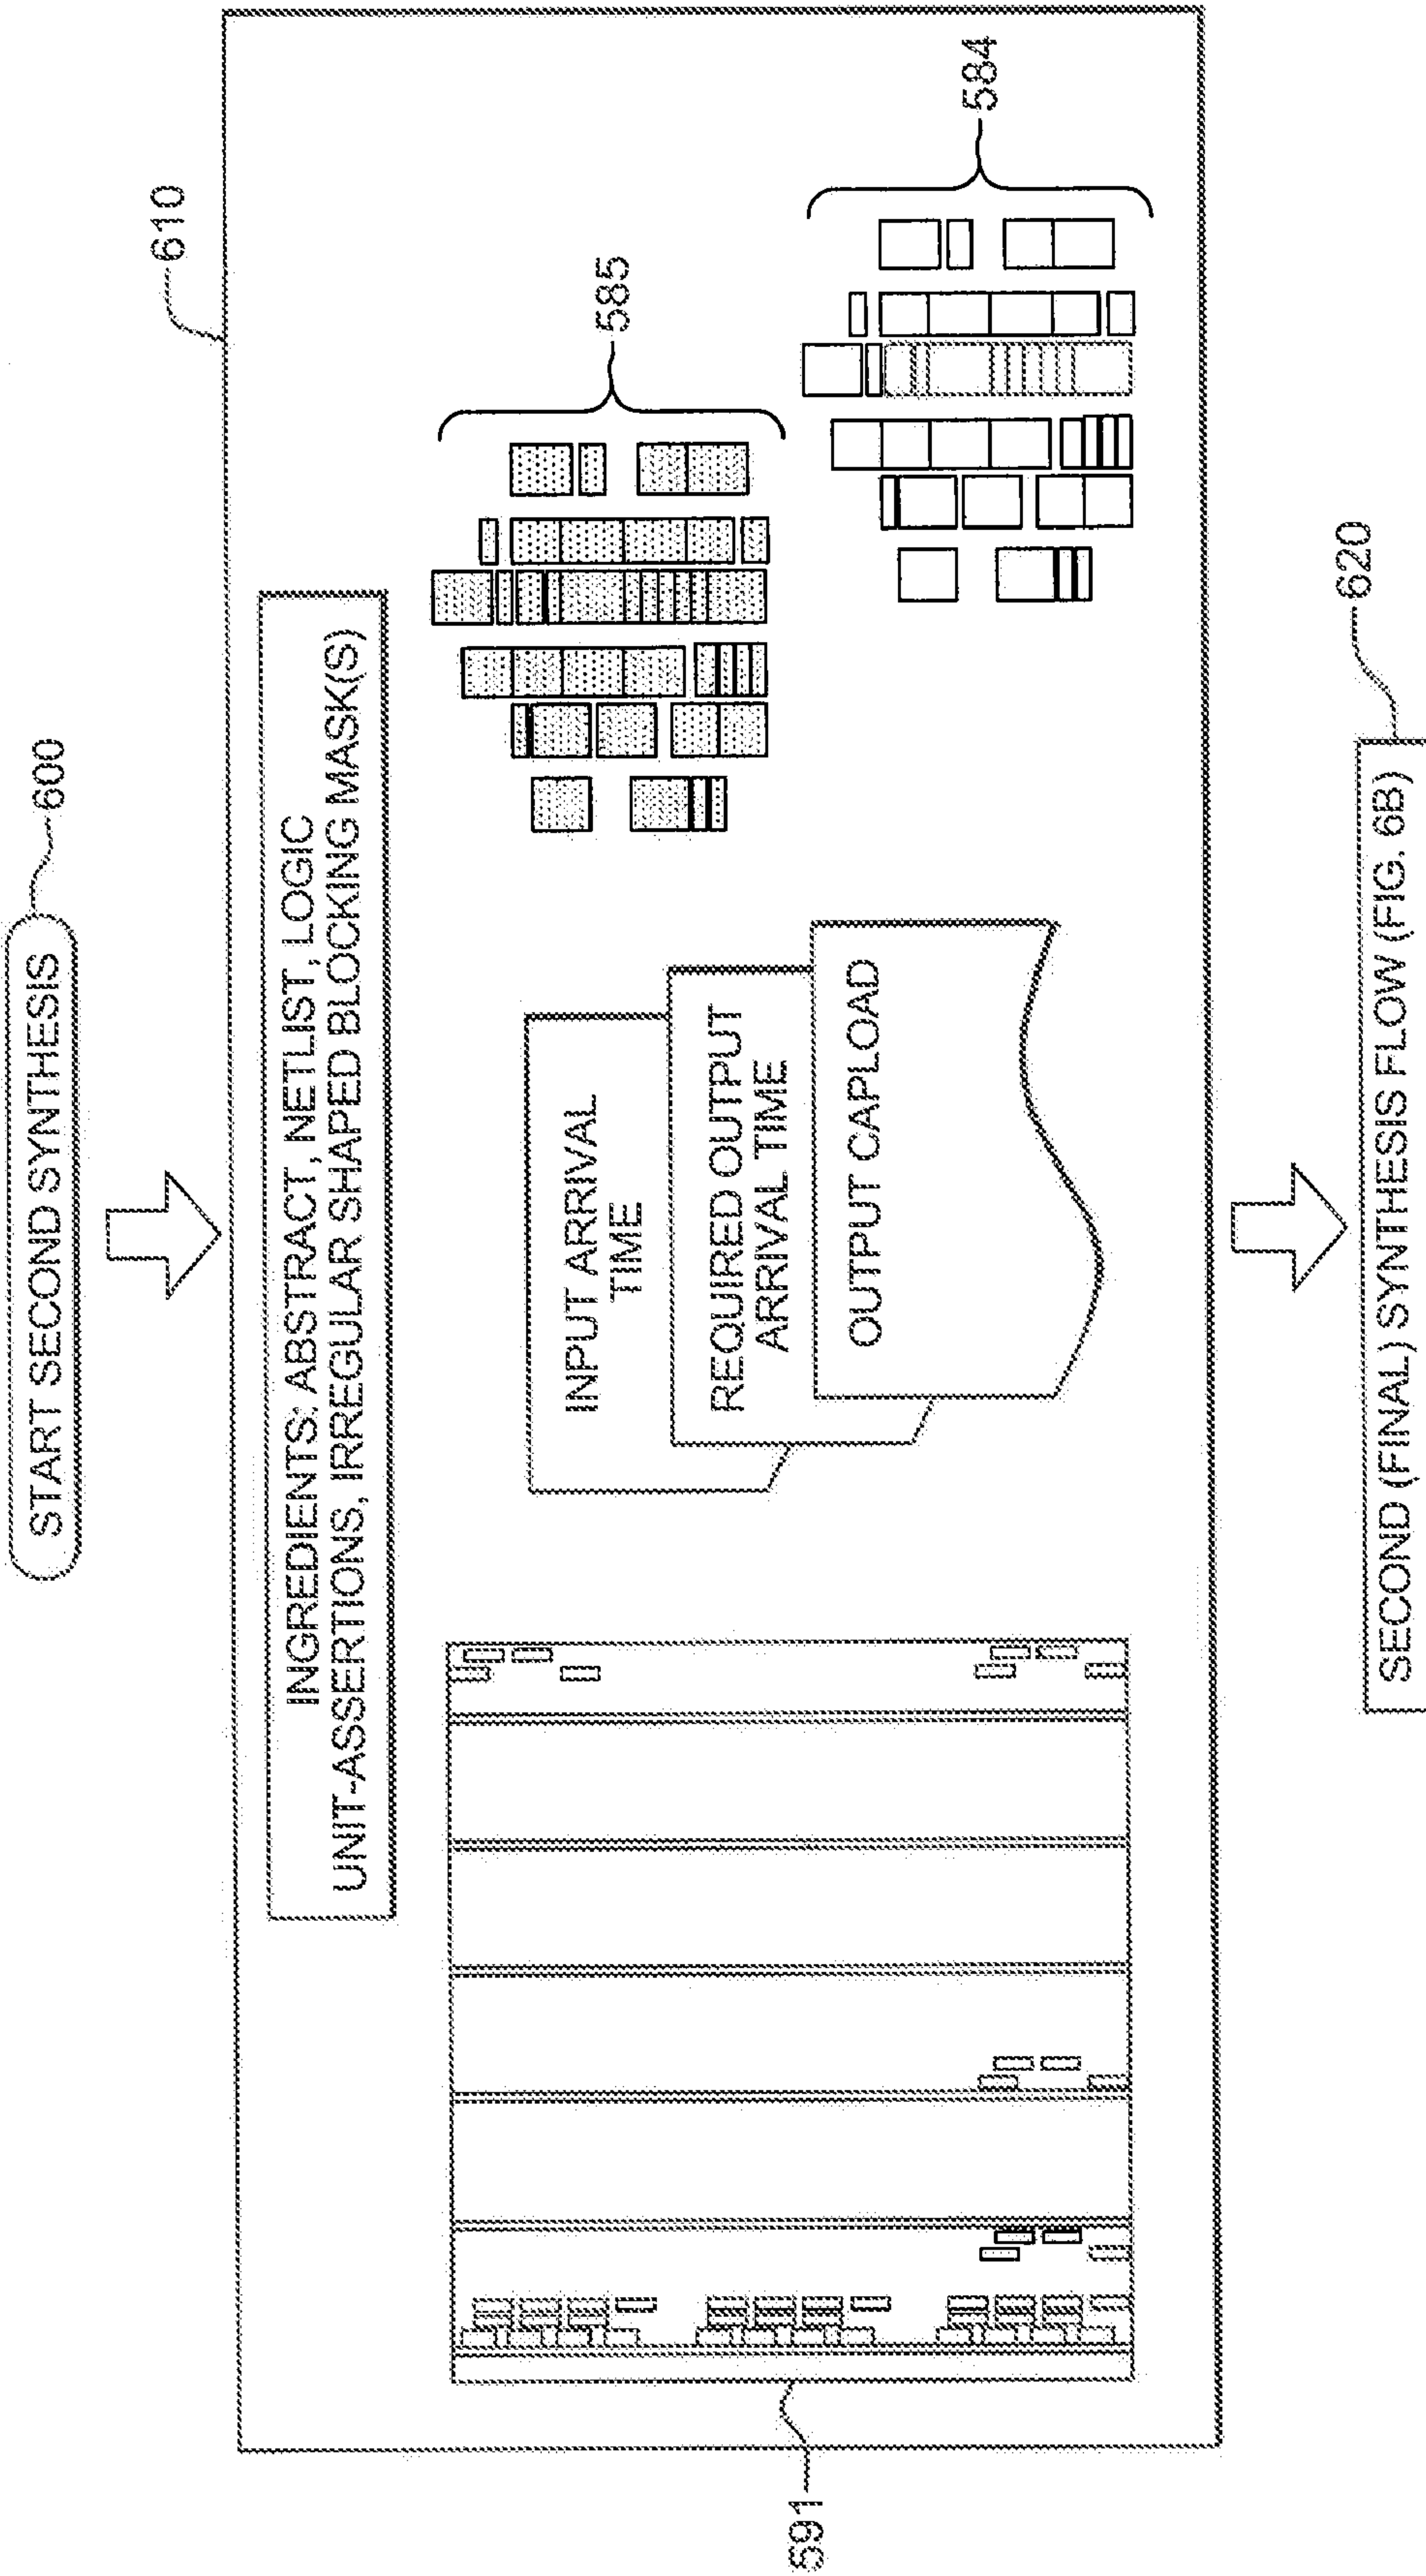 START SECOND SYNTHESIS
600
610
INGREDIENTS: ABSTRACT, NETLIST, LOGIC
UNIT-ASSERTIONS, IRREGULAR SHAPED BLOCKING MASK(S)
591
INPUT ARRIVAL
TIME
REQUIRED OUTPUT
ARRIVAL TIME
OUTPUT CAPLOAD
585
584
620
SECOND (FINAL) SYNTHESIS FLOW (FIG. 6B)